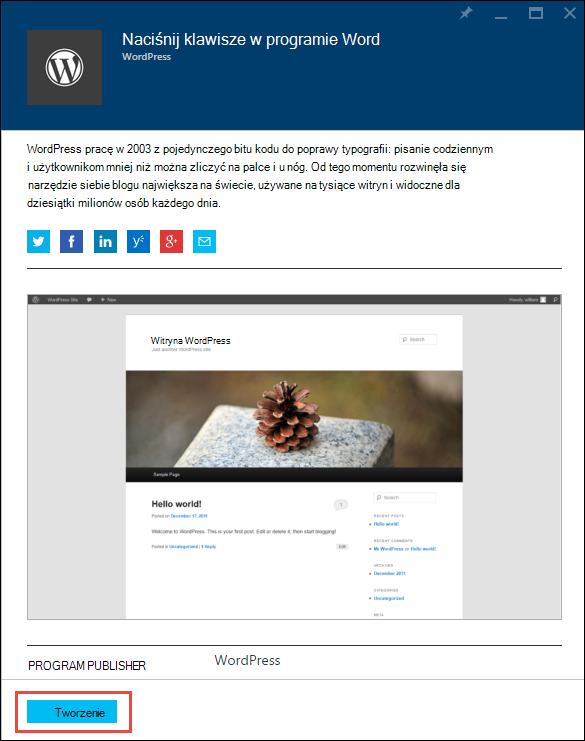 Naciśnij klawisze w programie Word
WordPress
WordPress pracę w 2003 z pojedynczego bitu kodu do poprawy typografii: pisanie codziennym
i użytkownikom mniej niż można zliczyć na palce i u nóg. Od tego momentu rozwinęła się
narzędzie siebie blogu największa na świecie, używane na tysiące witryn i widoczne dla
dziesiątki milionów osób każdego dnia.
WordPress Site + New Howdy, william
Witryna WordPress
Just another WordPress site
Search
Sample Page
Hello world!
1
Posted on December 17, 2011
Welcome to WordPress. This is your first post. Edit or delete it, then start blogging!
Posted in Uncategorized | 1 Reply
Edit
Search
RECENT POSTS
Hello world!
RECENT COMMENTS
Mr WordPress on Hello world!
ARCHIVES
December 2011
CATEGORIES
Uncategorized
META
PROGRAM PUBLISHER WordPress
Tworzenie